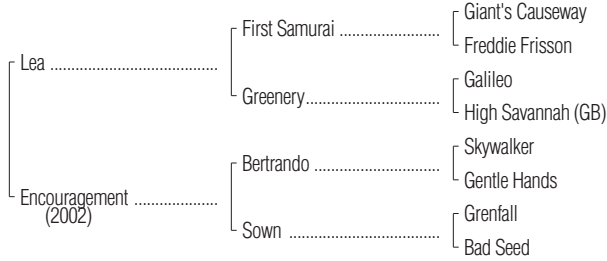 Giant's Causeway
First Samurai
Freddie Frisson
Lea
Galileo
Greenery
High Savannah (GB)
Skywalker
Bertrando
Gentle Hands
Encouragement
(2002)
Grenfall
Sown
Bad Seed